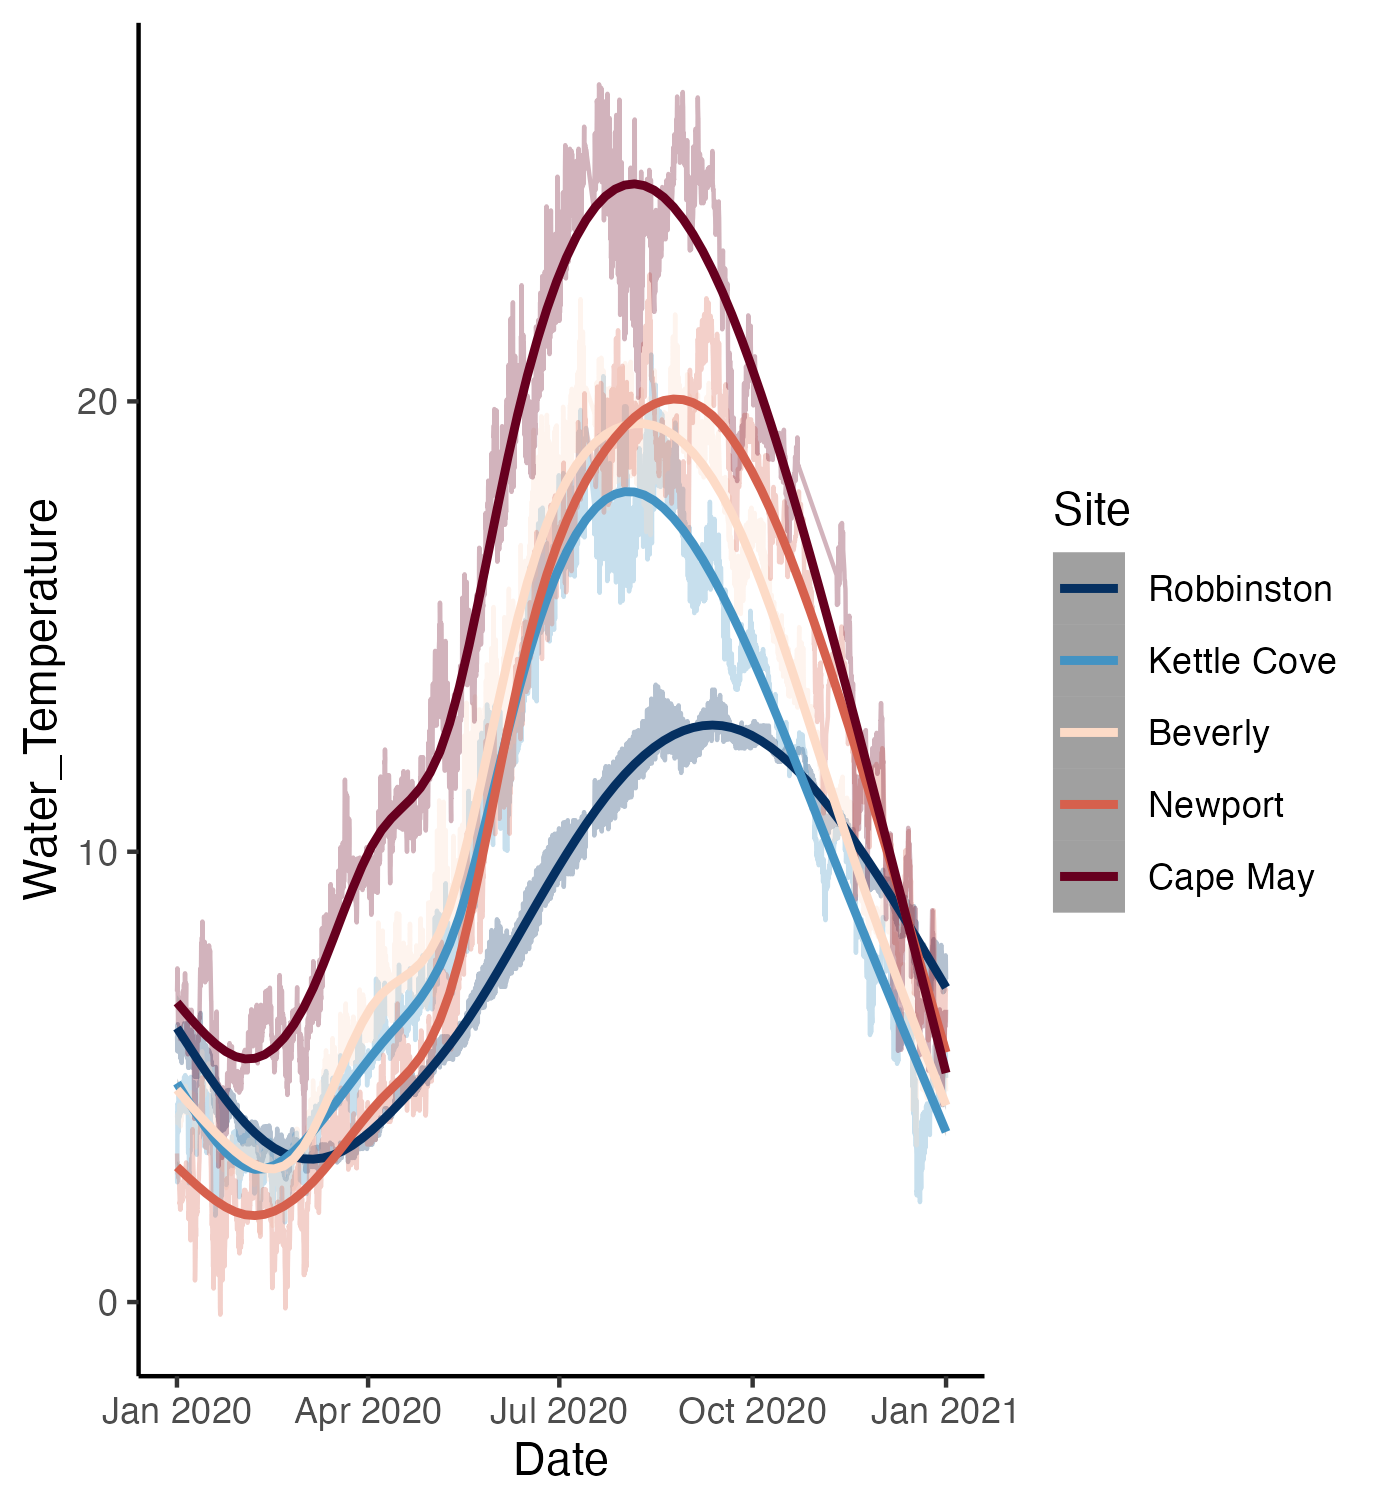 Water_Temperature
20
10
0
Jan 2020
Apr 2020
Jul 2020
Oct 2020
Jan 2021
Date
Site
Robbinston
Kettle Cove
Beverly
Newport
Cape May